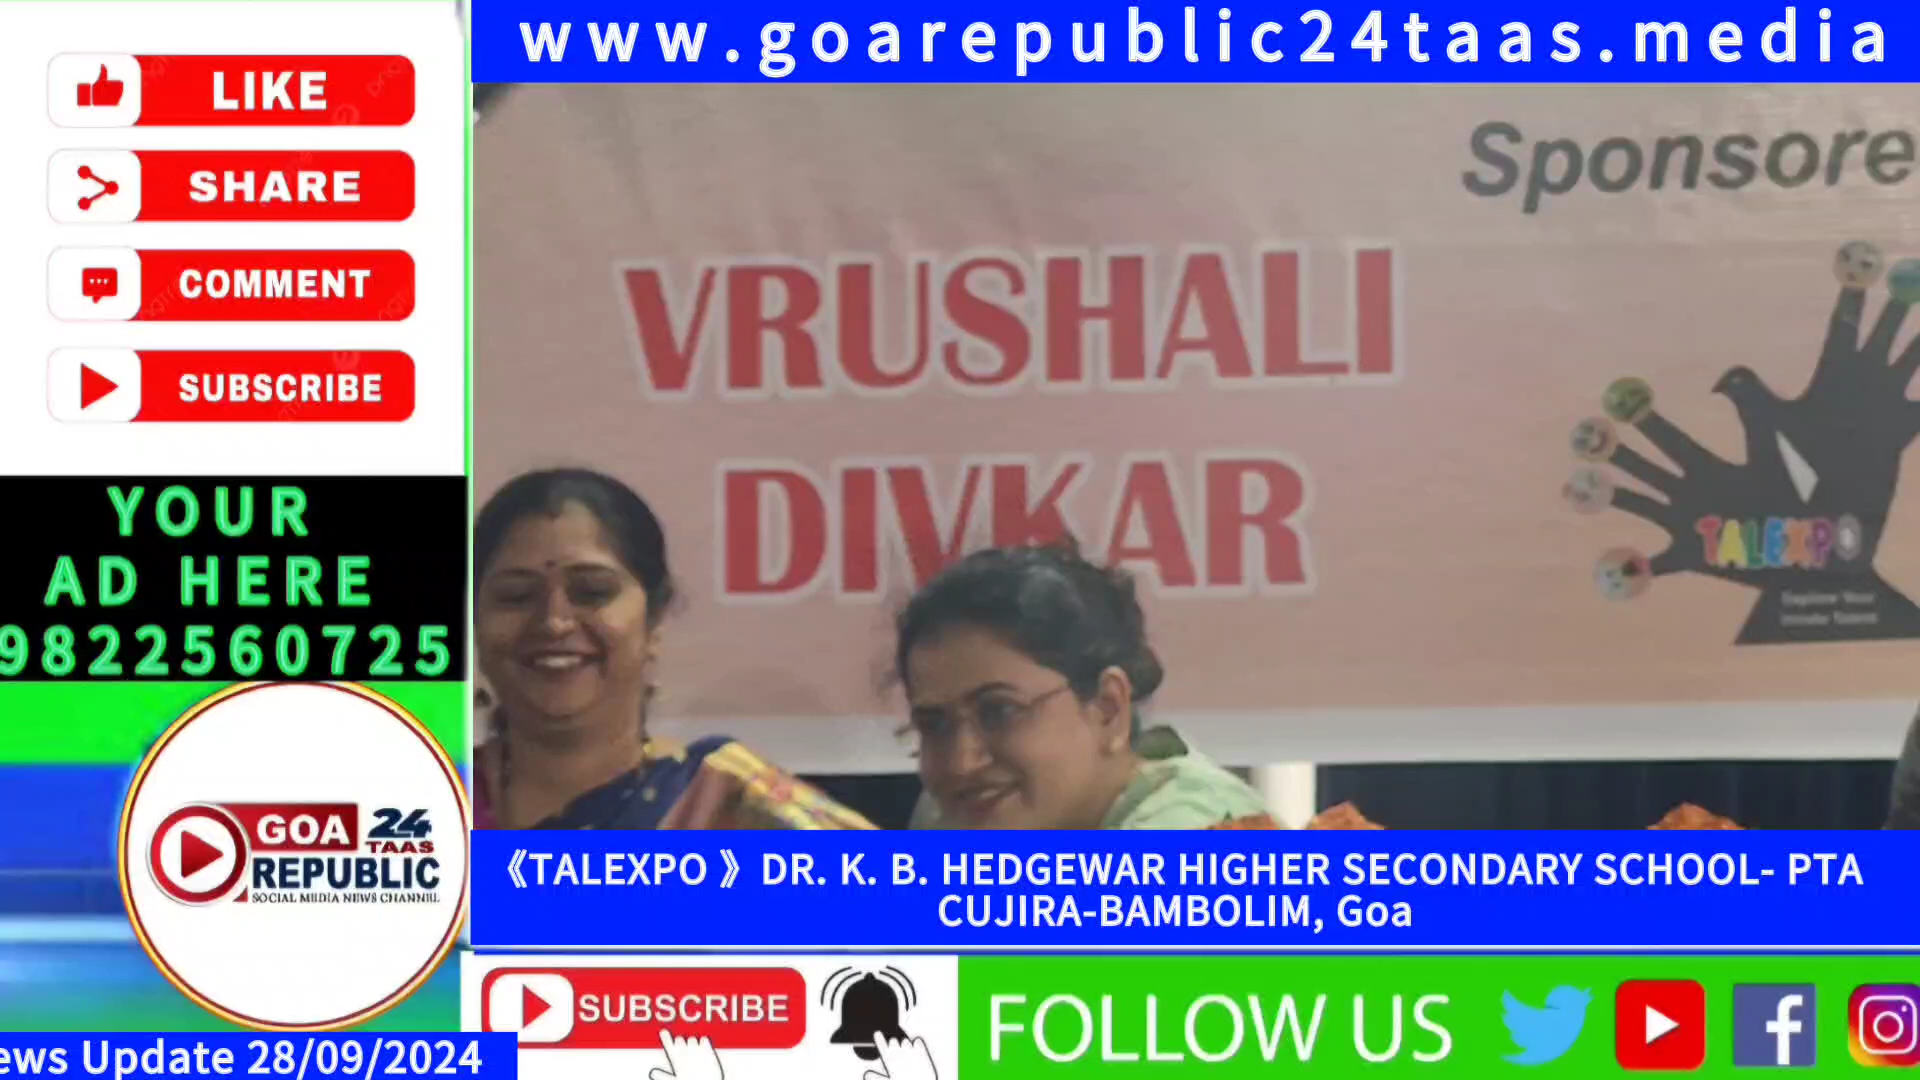 www.goarepublic24taas.media
LIKE
SHARE
COMMENT
SUBSCRIBE
Sponsore
VRUSHALI
DIVKAR
TALEXPO
YOUR
AD HERE
9822560725
GOA 24
TAAS
REPUBLIC
SOCIAL MEDIA NEWS CHANNEL
《TALEXPO 》 DR. K. B. HEDGEWAR HIGHER SECONDARY SCHOOL- PTA
CUJIRA-BAMBOLIM, Goa
SUBSCRIBE
FOLLOW US
ews Update 28/09/2024